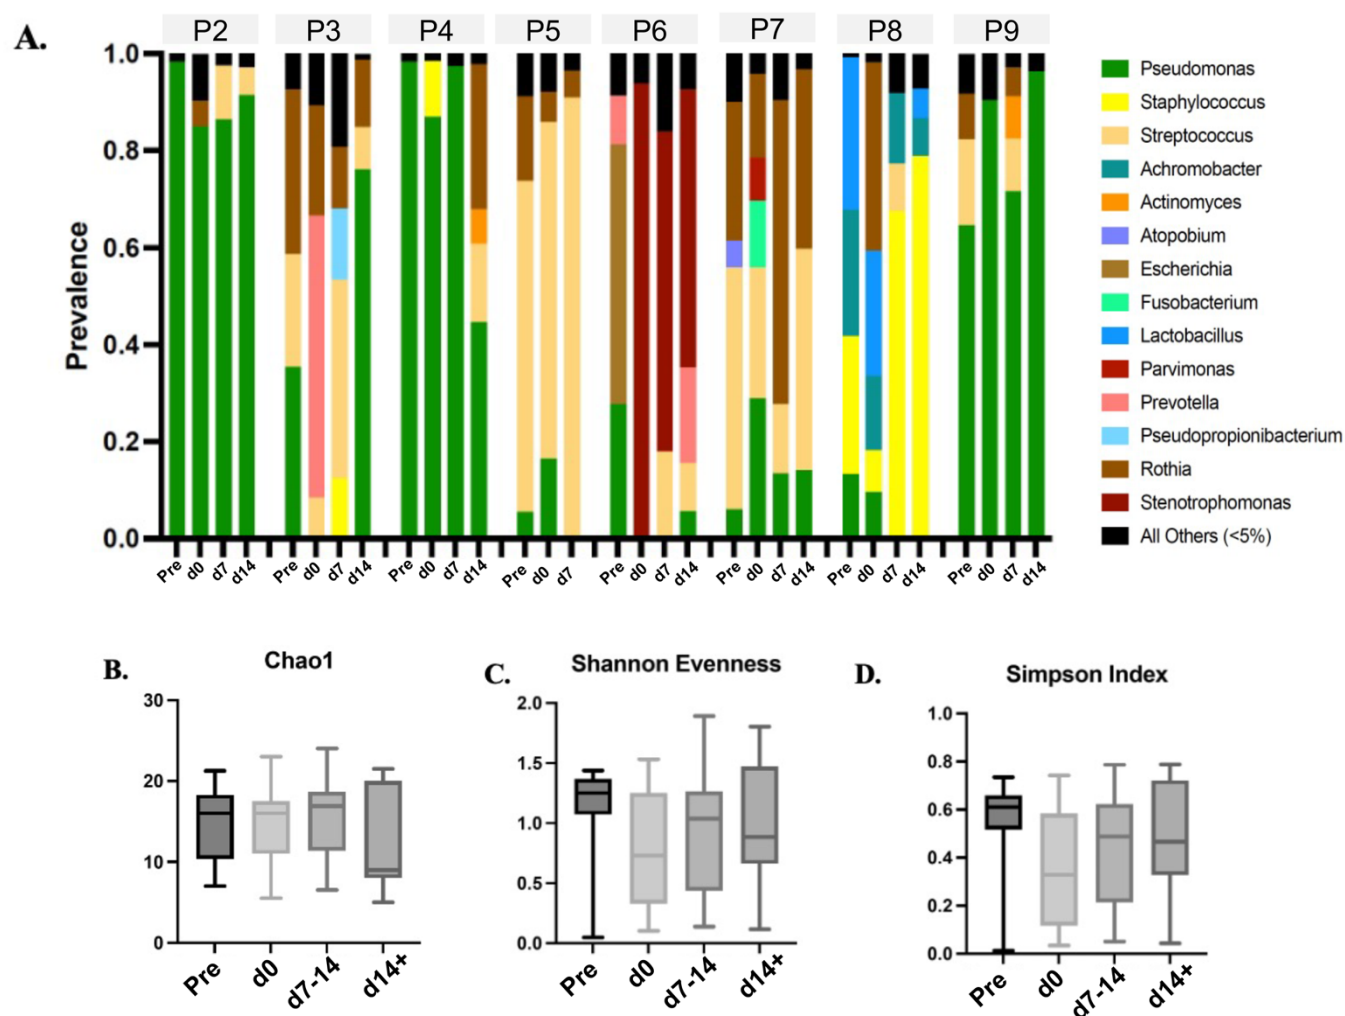 A.
P2 P3 P4 P5 P6 P7 P8 P9
Prevalence
1.0
0.8
0.6
0.4
0.2
0.0
Pre d0 d7 d14 Pre d0 d7 d14 Pre d0 d7 d14 Pre d0 d7 Pre d0 d7 d14 Pre d0 d7 d14 Pre d0 d7 d14 Pre d0 d7 d14
Pseudomonas
Staphylococcus
Streptococcus
Achromobacter
Actinomyces
Atopobium
Escherichia
Fusobacterium
Lactobacillus
Parvimonas
Prevotella
Pseudopropionibacterium
Rothia
Stenotrophomonas
All Others (<5%)
B.
Chao1
30
20
10
0
Pre d0 d7-14 d14+
C.
Shannon Evenness
2.0
1.5
1.0
0.5
0.0
Pre d0 d7-14 d14+
D.
Simpson Index
1.0
0.8
0.6
0.4
0.2
0.0
Pre d0 d7-14 d14+